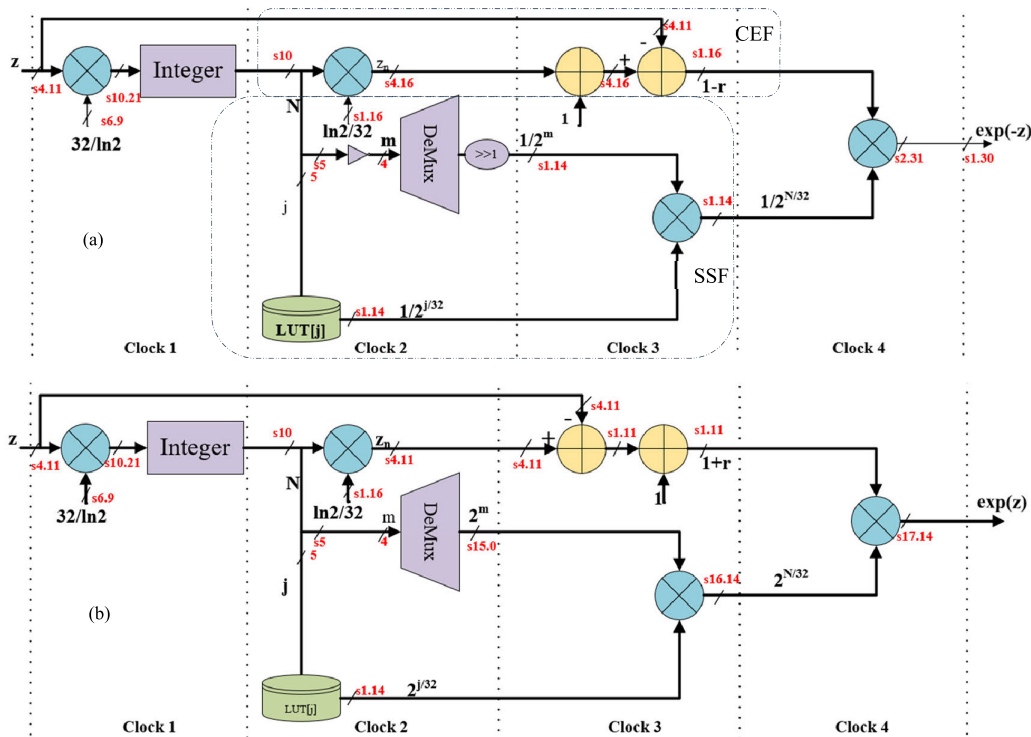 s4.11
CEF
s10
-
s1.16
z
Integer
z_n
+
s4.11
s10.21
s4.16
s4.16
1-r
s6.9
N
s1.16
1
exp(-z)
32/ln2
ln2/32
DeMux
1/2^m
s2.31
s1.30
s5
m
>>1
5
4
s1.14
j
s1.14
1/2^{N/32}
(a)
SSF
s1.14
1/2^{j/32}
LUT[j]
Clock 1
Clock 2
Clock 3
Clock 4
s4.11
-
z
Integer
s10
z_n
+
s1.11
s1.11
s4.11
s10.21
s4.11
s4.11
1+r
s6.9
N
s1.16
1
32/ln2
ln2/32
DeMux
exp(z)
m
2^m
s5
4
s15.0
s17.14
5
j
s16.14
2^{N/32}
(b)
s1.14
2^{j/32}
LUT[j]
Clock 1
Clock 2
Clock 3
Clock 4